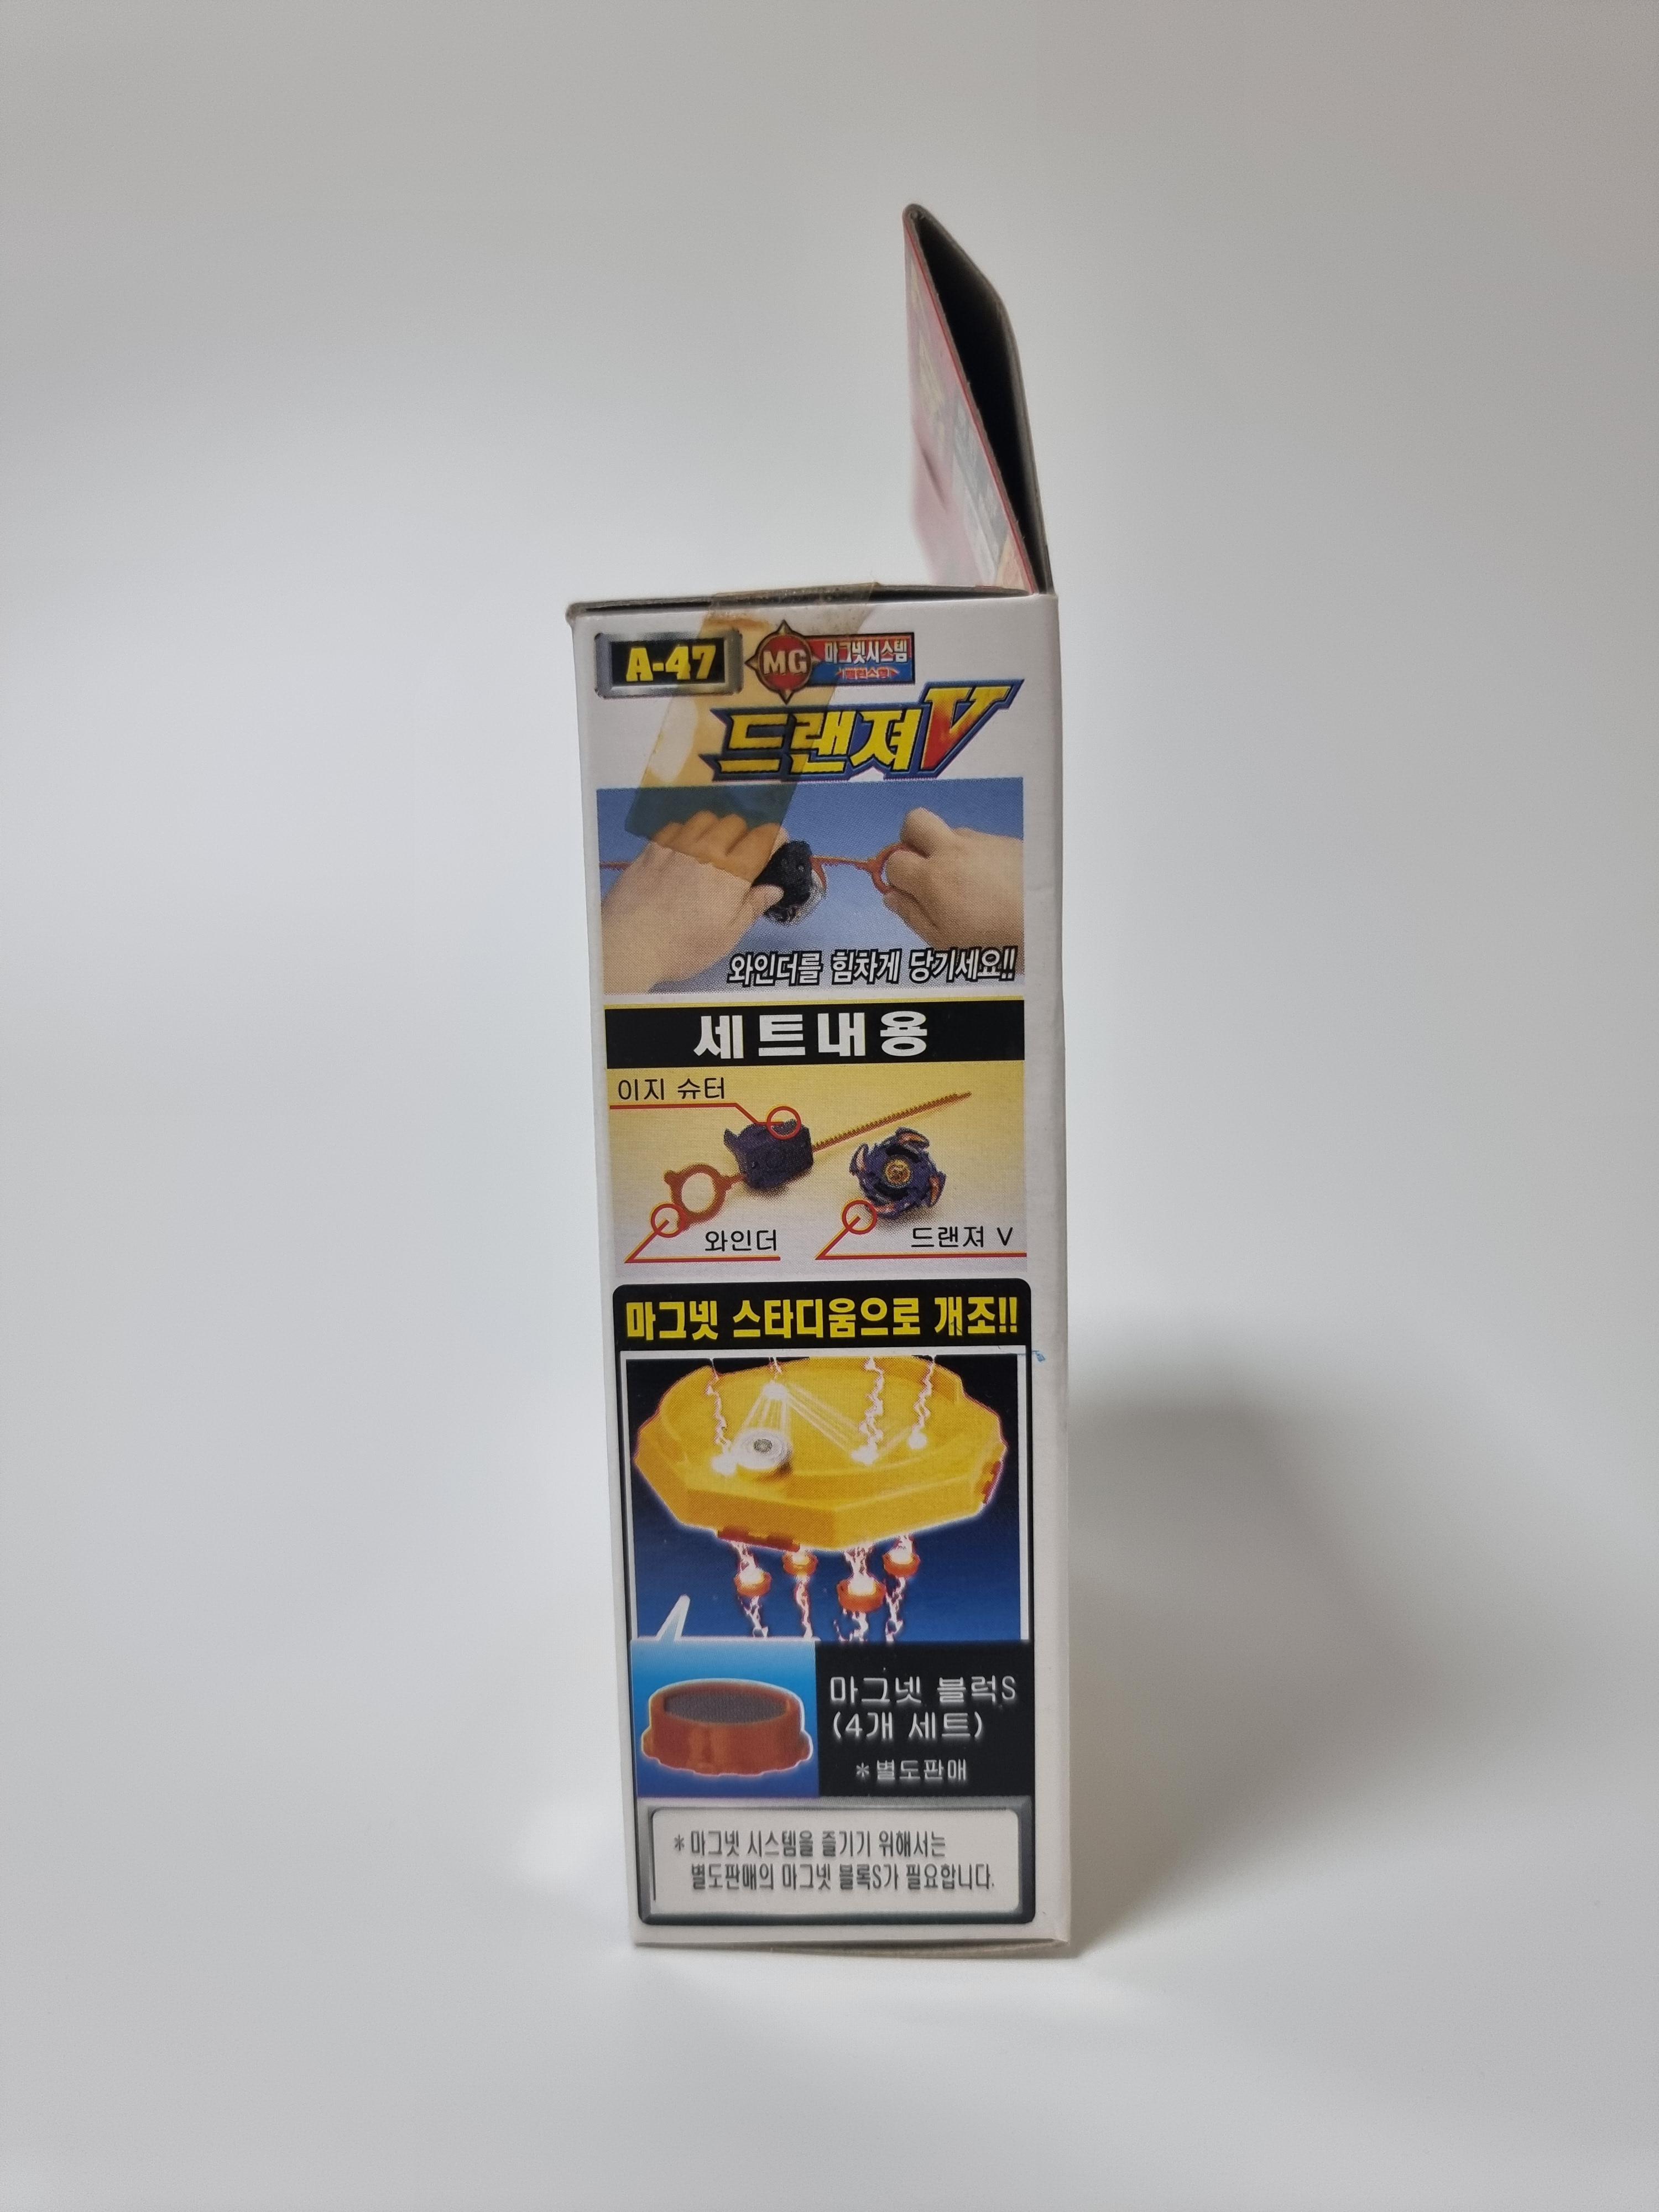 A-47
MG
마그넷시스템
드랜져V
와인더를 힘차게 당기세요!!
세트내용
이지 슈터
와인더
드랜져 V
마그넷 스타디움으로 개조!!
마그넷 블럭S
(4개 세트)
*별도판매
*마그넷 시스템을 즐기기 위해서는
별도판매의 마그넷 블록S가 필요합니다.